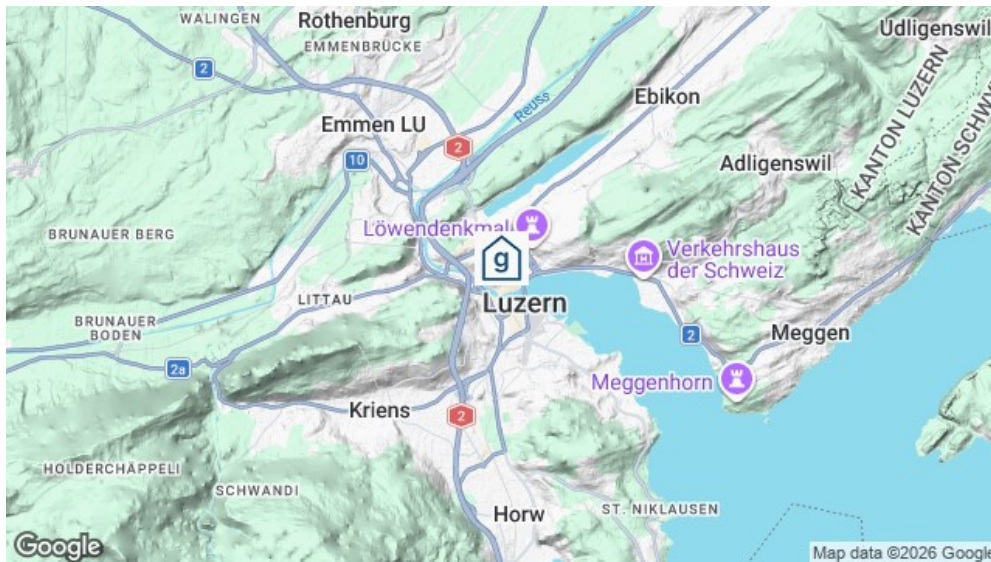 WALINGEN
Rothenburg
EMMENBRÜCKE
Udligenswil
2
KANTON LUZERN
KANTON SCHW
Reuss
Ebikon
Emmen LU
2
10
Adligenswil
BRUNAUER BERG
Löwendenkmal
g
Verkehrshaus
der Schweiz
LITTAU
Luzern
BRUNAUER
BODEN
2
Meggen
2a
Meggenhorn
Kriens
2
HOLDERCHÄPPELI
SCHWANDI
Horw
ST. NIKLAUSEN
Google
Map data ©2026 Google